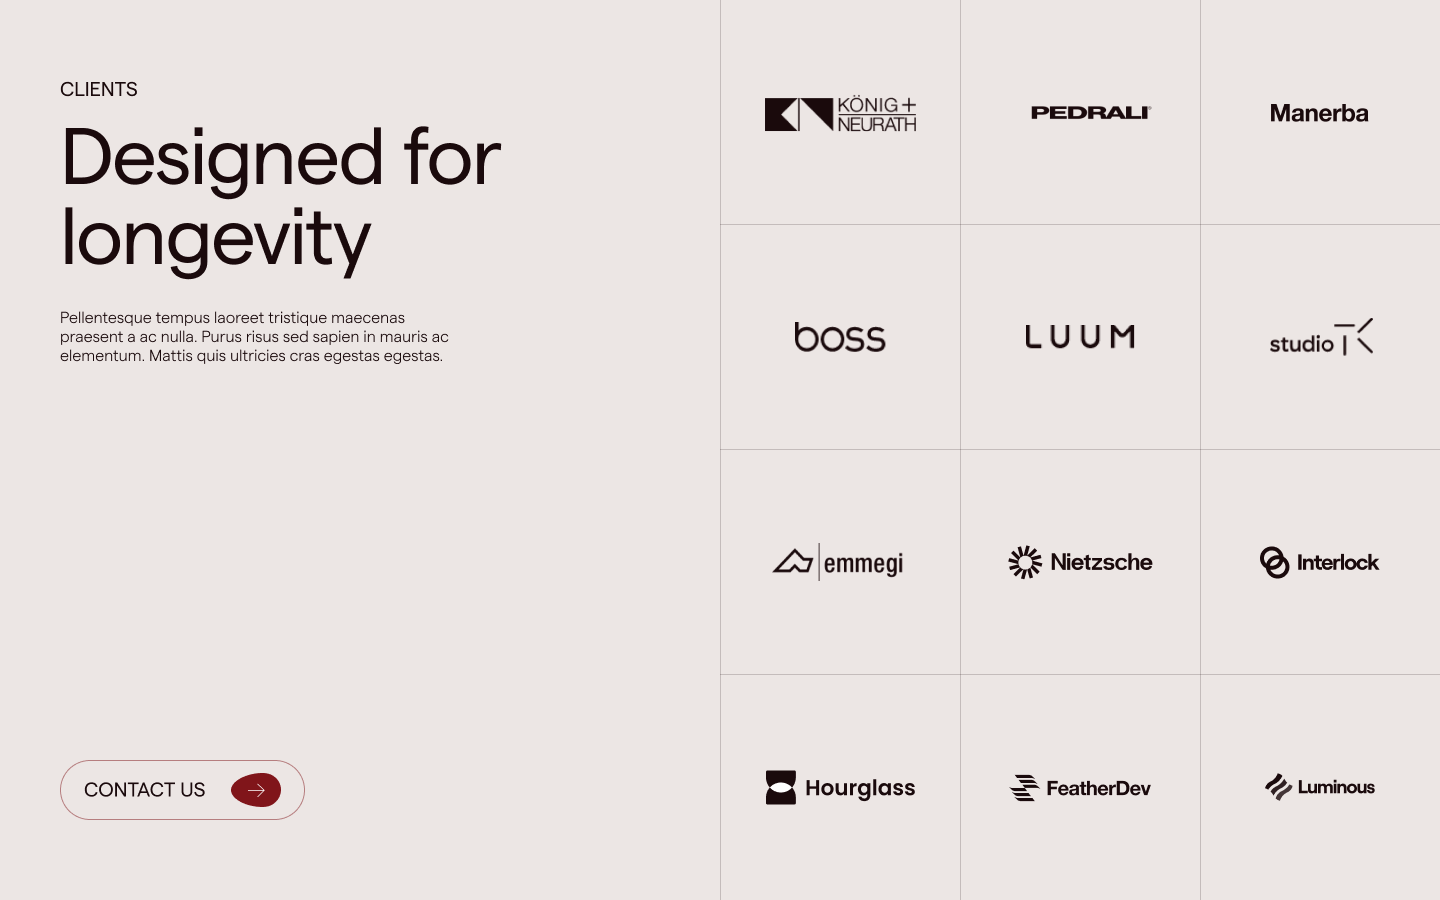 CLIENTS
Designed for
longevity
Pellentesque tempus laoreet tristique maecenas
praesent a ac nulla. Purus risus sed sapien in mauris ac
elementum. Mattis quis ultricies cras egestas egestas.
CONTACT US
KÖNIG+
NEURATH
PEDRALI
Manerba
boss
LUUM
studio TK
emmegi
Nietzsche
Interlock
Hourglass
FeatherDev
Luminous